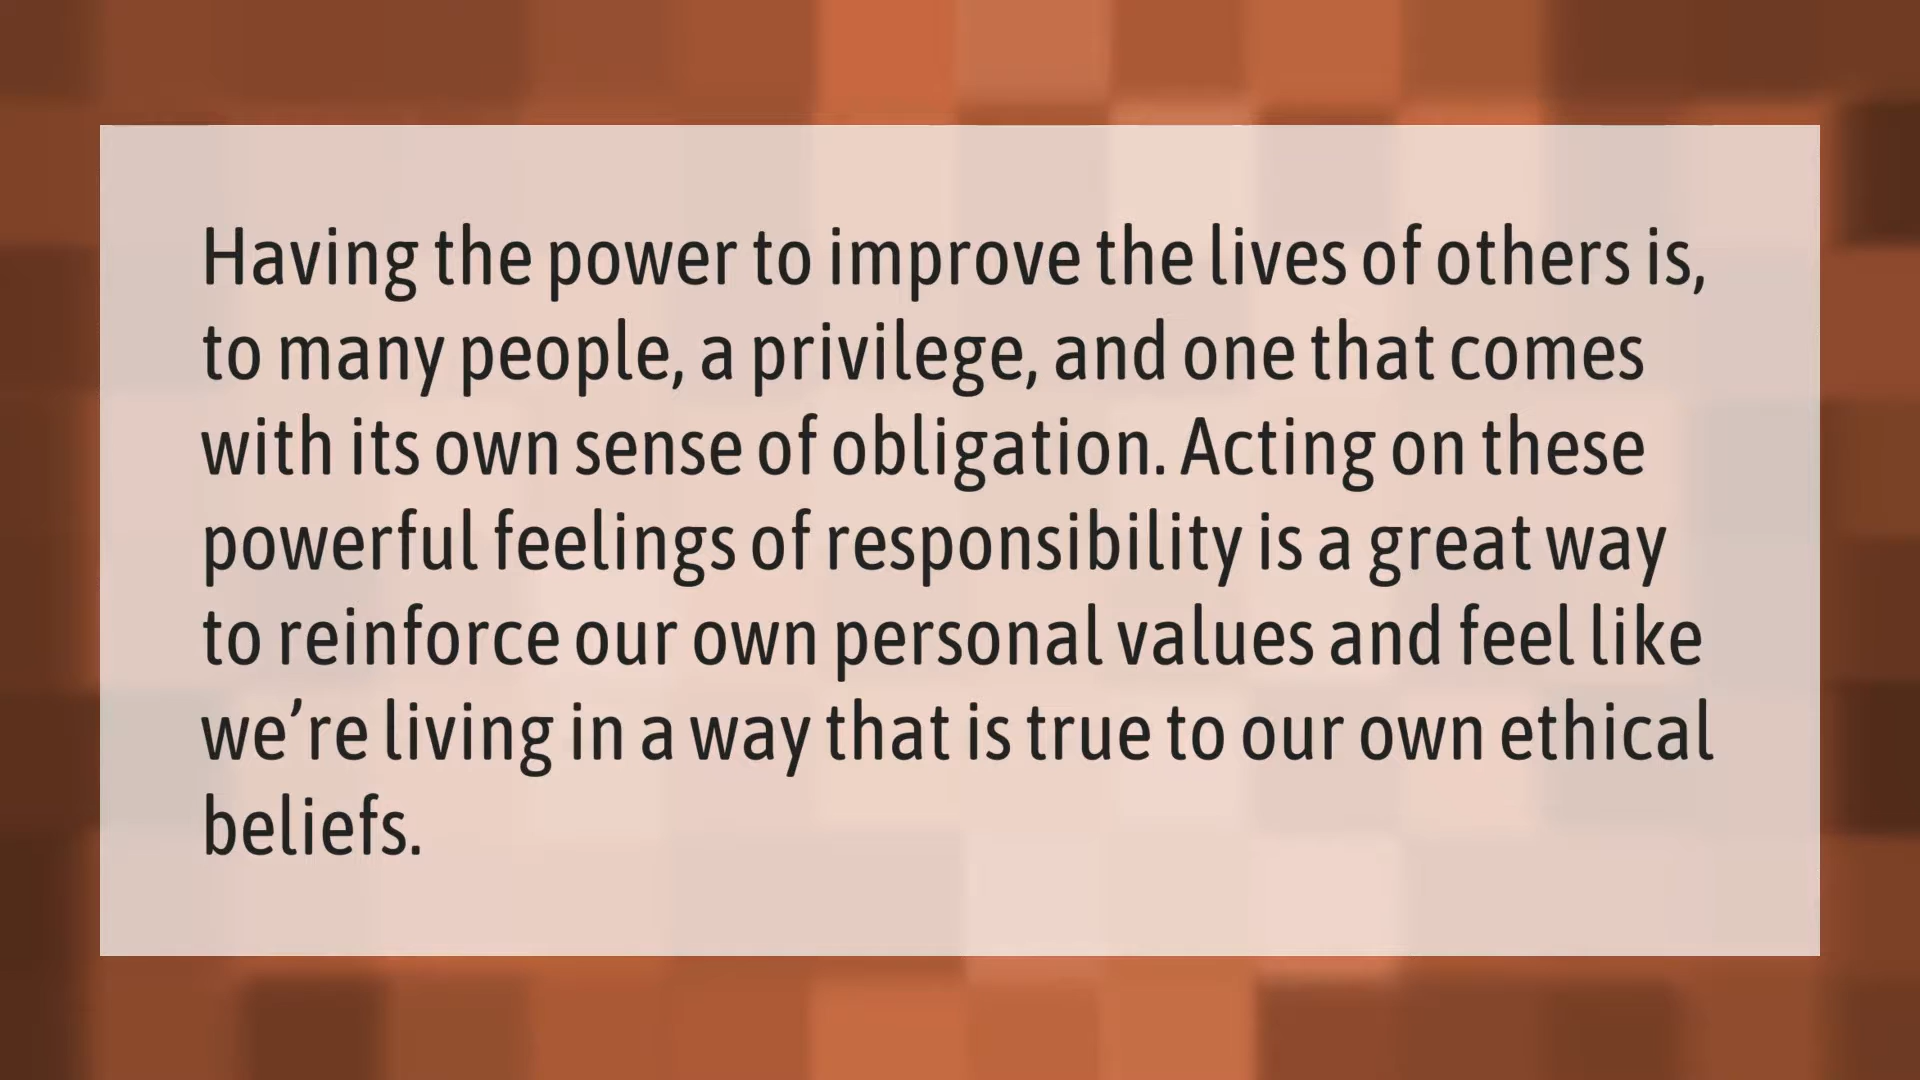 Having the power to improve the lives of others is,
to many people, a privilege, and one that comes
with its own sense of obligation. Acting on these
powerful feelings of responsibility is a great way
to reinforce our own personal values and feel like
we’re living in a way that is true to our own ethical
beliefs.